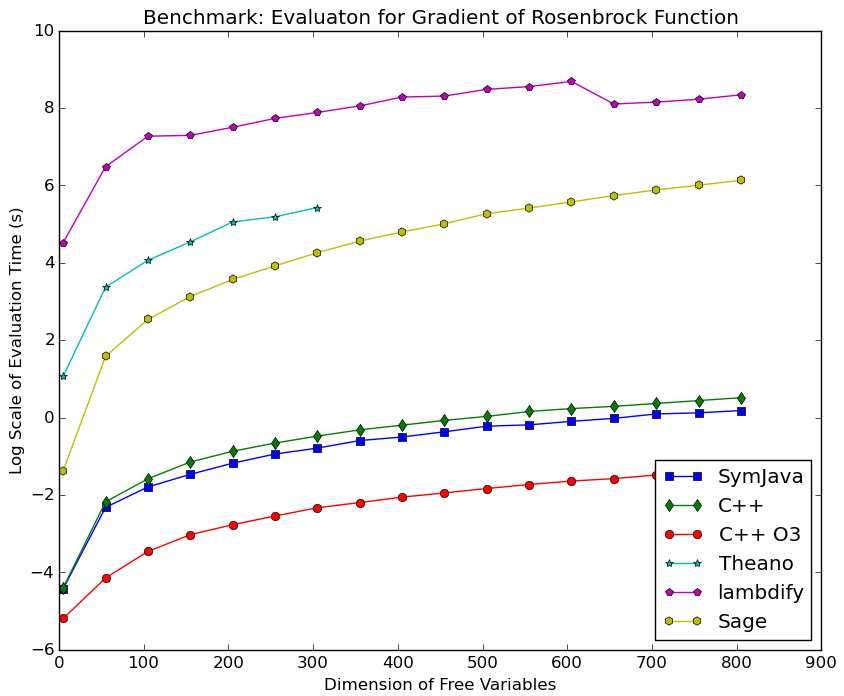 Benchmark: Evaluaton for Gradient of Rosenbrock Function
Log Scale of Evaluation Time (s)
10
8
6
4
2
0
−2
−4
−6
SymJava
C++
C++ O3
Theano
lambdify
Sage
0 100 200 300 400 500 600 700 800 900
Dimension of Free Variables